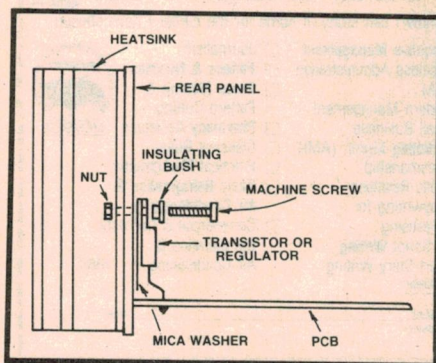 HEATSINK
REAR PANEL
INSULATING
BUSH
NUT
MACHINE SCREW
TRANSISTOR OR
REGULATOR
MICA WASHER
PCB